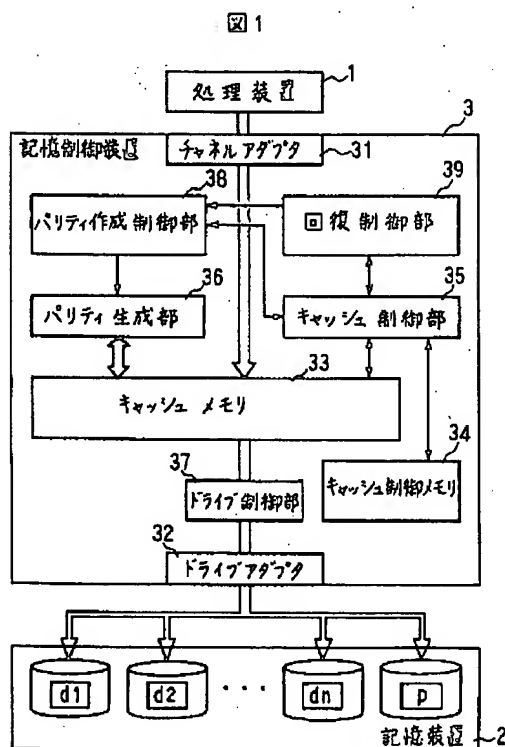 図1
1
処理装置
3
記憶制御装置
チャネルアダプタ
31
38
39
パリティ作成制御部
回復制御部
36
35
パリティ生成部
キャッシュ制御部
33
キャッシュメモリ
34
37
キャッシュ制御メモリ
ドライブ制御部
32
ドライブアダプタ
d1
d2
・・・
dn
P
記憶装置
2